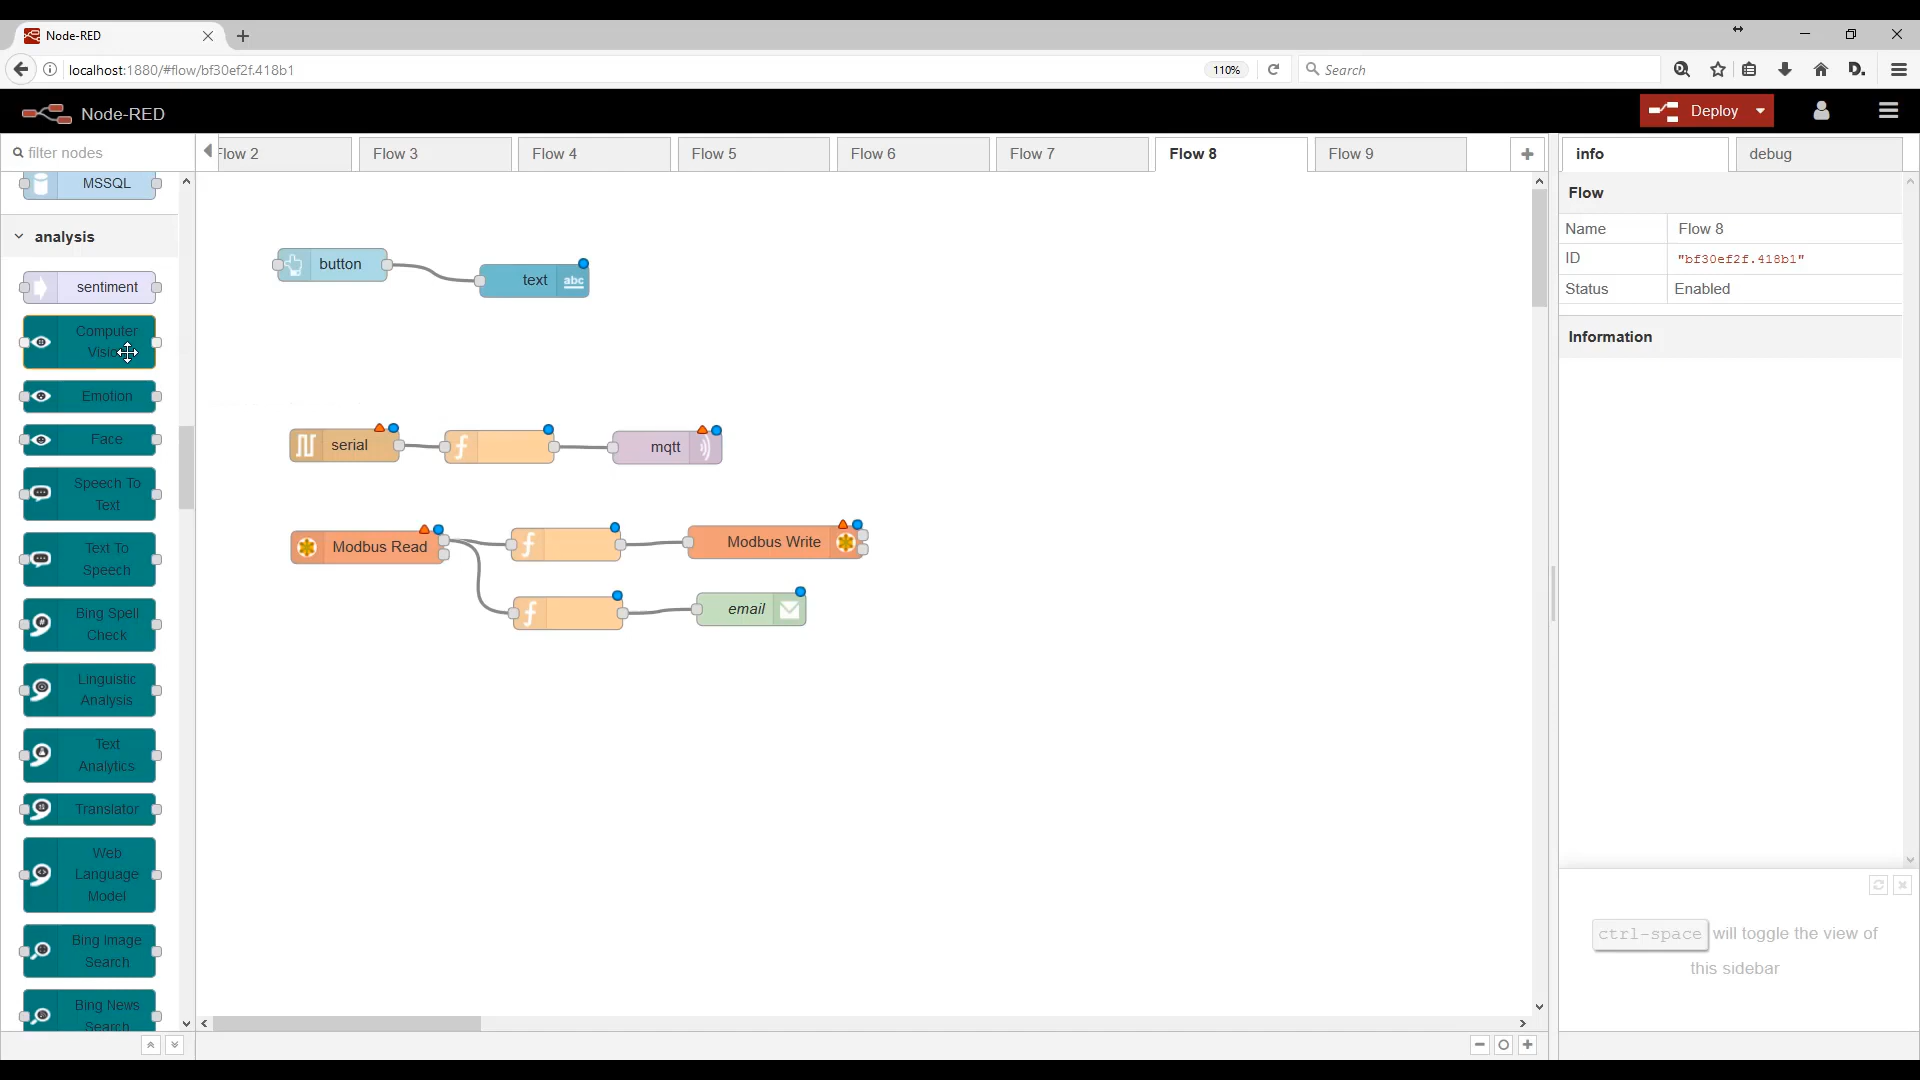 Node-RED
localhost:1880/#flow/bf30ef2f.418b1
110%
Search
Node-RED
Deploy
filter nodes
Flow 2
Flow 3
Flow 4
Flow 5
Flow 6
Flow 7
Flow 8
Flow 9
info
debug
MSSQL
analysis
sentiment
Computer
Vision
Emotion
Face
Speech To
Text
Text To
Speech
Bing Spell
Check
Linguistic
Analysis
Text
Analytics
Translator
Web
Language
Model
Bing Image
Search
Bing News
Search
button
text
abc
serial
f
mqtt
Modbus Read
f
Modbus Write
f
email
Flow
Name
Flow 8
ID
"bf30ef2f.418b1"
Status
Enabled
Information
ctrl-space will toggle the view of
this sidebar